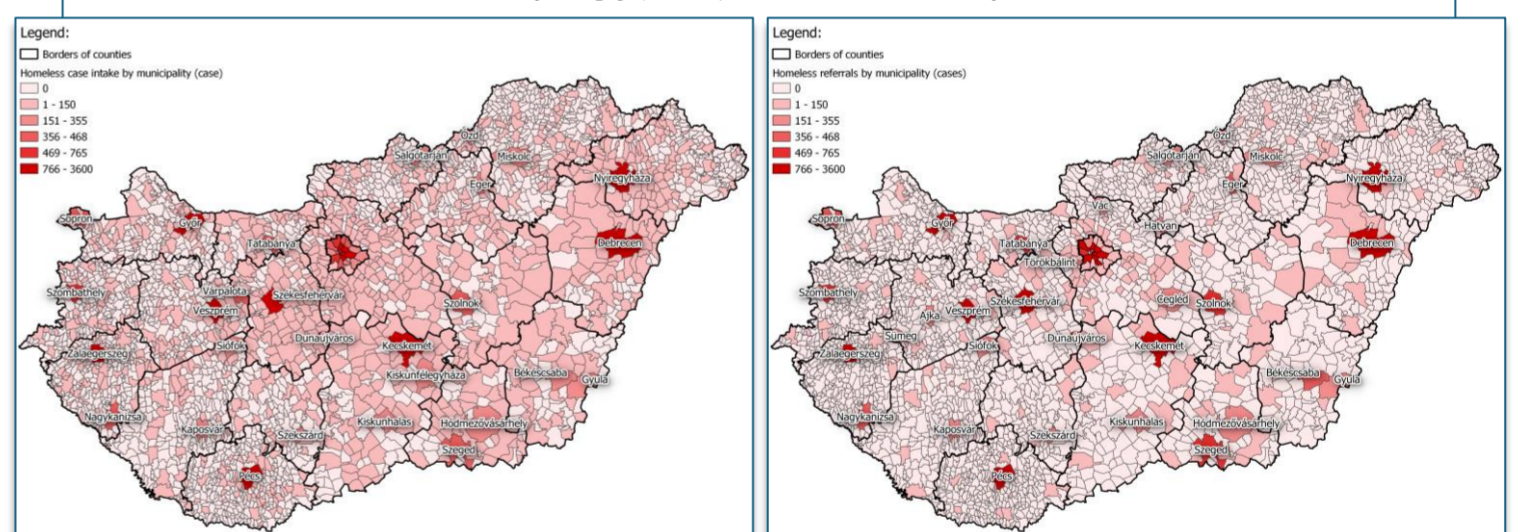 Legend:
Borders of counties
Homeless case intake by municipality (case)
0
1 - 150
151 - 355
356 - 468
469 - 765
766 - 3600
Ózd
Salgótarján
Miskolc
Eger
Nyíregyháza
Sopron
Győr
Tatabánya
Debrecen
Szombathely
Várpalota
Székesfehérvár
Veszprém
Szolnok
Siófok
Dunaújváros
Kecskemét
Zalaegerszeg
Kiskunfélegyháza
Békéscsaba
Gyula
Nagykanizsa
Kaposvár
Szekszárd
Kiskunhalas
Hódmezővásárhely
Szeged
Pécs
Legend:
Borders of counties
Homeless referrals by municipality (cases)
0
1 - 150
151 - 355
356 - 468
469 - 765
766 - 3600
Ózd
Salgótarján
Miskolc
Eger
Nyíregyháza
Vác
Sopron
Győr
Hatvan
Tatabánya
Debrecen
Törökbálint
Szombathely
Székesfehérvár
Veszprém
Ajka
Cegléd
Szolnok
Sümeg
Siófok
Dunaújváros
Kecskemét
Zalaegerszeg
Békéscsaba
Gyula
Nagykanizsa
Kaposvár
Szekszárd
Kiskunhalas
Hódmezővásárhely
Szeged
Pécs